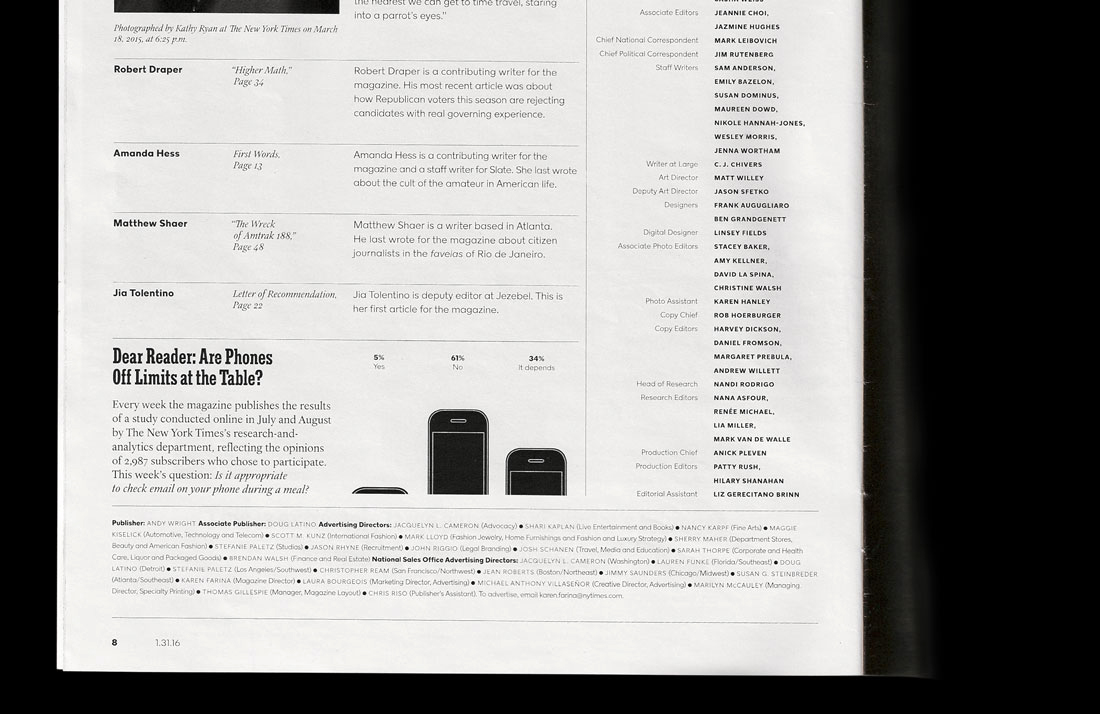 the nearest we can get to time travel, staring
into a parrot's eyes."
Photographed by Kathy Ryan at The New York Times on March
18, 2015, at 6:25 p.m.
Robert Draper
"Higher Math,"
Page 34
Robert Draper is a contributing writer for the
magazine. His most recent article was about
how Republican voters this season are rejecting
candidates with real governing experience.
Amanda Hess
First Words,
Page 13
Amanda Hess is a contributing writer for the
magazine and a staff writer for Slate. She last wrote
about the cult of the amateur in American life.
Matthew Shaer
"The Wreck
of Amtrak 188,"
Page 48
Matthew Shaer is a writer based in Atlanta.
He last wrote for the magazine about citizen
journalists in the favelas of Rio de Janeiro.
Jia Tolentino
Letter of Recommendation,
Page 22
Jia Tolentino is deputy editor at Jezebel. This is
her first article for the magazine.
Dear Reader: Are Phones
Off Limits at the Table?
Every week the magazine publishes the results
of a study conducted online in July and August
by The New York Times's research-and-
analytics department, reflecting the opinions
of 2,987 subscribers who chose to participate.
This week's question: Is it appropriate
to check email on your phone during a meal?
5%
Yes
61%
No
34%
It depends
Associate Editors JEANNIE CHOI,
JAZMINE HUGHES
Chief National Correspondent MARK LEIBOVICH
Chief Political Correspondent JIM RUTENBERG
Staff Writers SAM ANDERSON,
EMILY BAZELON,
SUSAN DOMINUS,
MAUREEN DOWD,
NIKOLE HANNAH-JONES,
WESLEY MORRIS,
JENNA WORTHAM
Writer at Large C. J. CHIVERS
Art Director MATT WILLEY
Deputy Art Director JASON SFETKO
Designers FRANK AUGUGLIARO
BEN GRANDGENETT
Digital Designer LINSEY FIELDS
Associate Photo Editors STACEY BAKER,
AMY KELLNER,
DAVID LA SPINA,
CHRISTINE WALSH
Photo Assistant KAREN HANLEY
Copy Chief ROB HOERBURGER
Copy Editors HARVEY DICKSON,
DANIEL FROMSON,
MARGARET PREBULA,
ANDREW WILLETT
Head of Research NANDI RODRIGO
Research Editors NANA ASFOUR,
RENÉE MICHAEL,
LIA MILLER,
MARK VAN DE WALLE
Production Chief ANICK PLEVEN
Production Editors PATTY RUSH,
HILARY SHANAHAN
Editorial Assistant LIZ GERECITANO BRINN
Publisher: ANDY WRIGHT Associate Publisher: DOUG LATINO Advertising Directors: JACQUELYN L. CAMERON (Advocacy) ● SHARI KAPLAN (Live Entertainment and Books) ● NANCY KARPF (Fine Arts) ● MAGGIE
KISELICK (Automotive, Technology and Telecom) ● SCOTT M. KUNZ (International Fashion) ● MARK LLOYD (Fashion Jewelry, Home Furnishings and Fashion and Luxury Strategy) ● SHERRY MAHER (Department Stores,
Beauty and American Fashion) ● STEFANIE PALETZ (Studios) ● JASON RHYNE (Recruitment) ● JOHN RIGGIO (Legal Branding) ● JOSH SCHANEN (Travel, Media and Education) ● SARAH THORPE (Corporate and Health
Care, Liquor and Packaged Goods) ● BRENDAN WALSH (Finance and Real Estate) National Sales Office Advertising Directors: JACQUELYN L. CAMERON (Washington) ● LAUREN FUNKE (Florida/Southeast) ● DOUG
LATINO (Detroit) ● STEFANIE PALETZ (Los Angeles/Southwest) ● CHRISTOPHER REAM (San Francisco/Northwest) ● JEAN ROBERTS (Boston/Northeast) ● JIMMY SAUNDERS (Chicago/Midwest) ● SUSAN G. STEINBREDER
(Atlanta/Southeast) ● KAREN FARINA (Magazine Director) ● LAURA BOURGEOIS (Marketing Director, Advertising) ● MICHAEL ANTHONY VILLASEÑOR (Creative Director, Advertising) ● MARILYN McCAULEY (Managing
Director, Specialty Printing) ● THOMAS GILLESPIE (Manager, Magazine Layout) ● CHRIS RISO (Publisher's Assistant). To advertise, email karen.farina@nytimes.com.
8
1.31.16